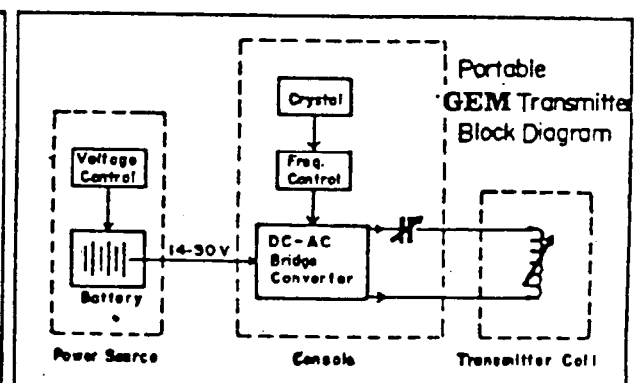 Portable
GEM Transmitter
Block Diagram
Crystal
Freq.
Control
Voltage
Control
14-30V
DC-AC
Bridge
Converter
Battery
Power Source
Console
Transmitter Coil